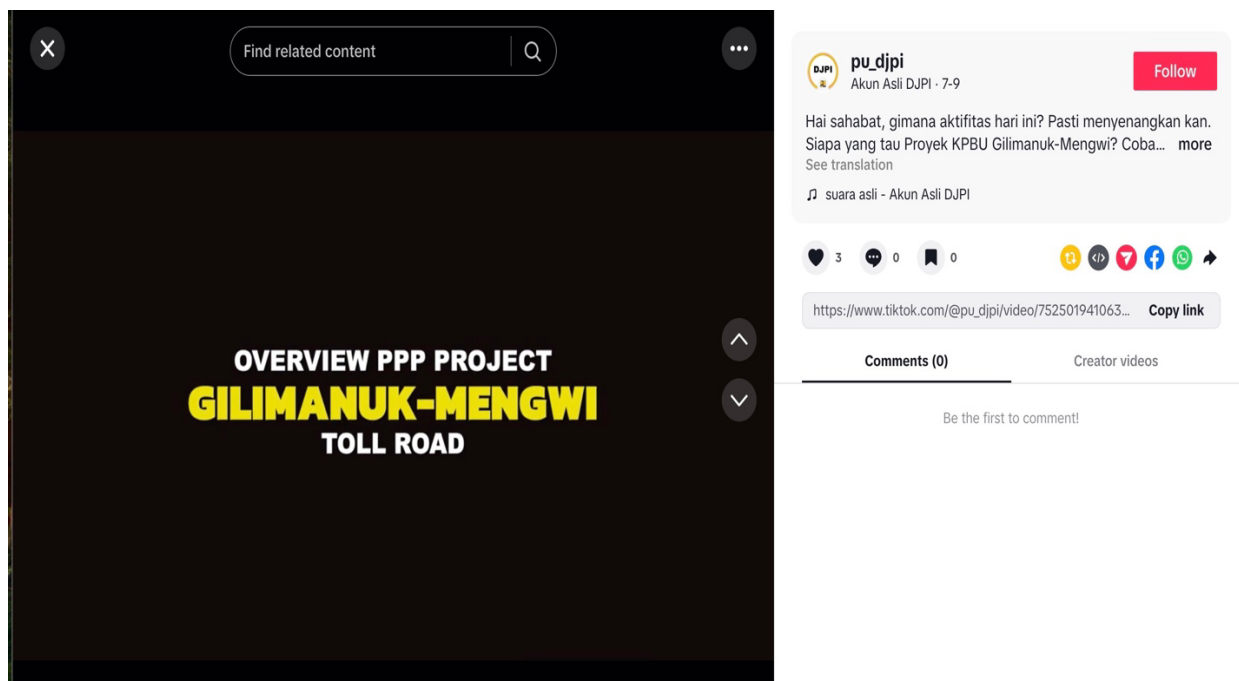 Find related content
OVERVIEW PPP PROJECT
GILIMANUK-MENGWI
TOLL ROAD
DJPI
pu_djpi
Akun Asli DJPI · 7-9
Follow
Hai sahabat, gimana aktifitas hari ini? Pasti menyenangkan kan.
Siapa yang tau Proyek KPBU Gilimanuk-Mengwi? Coba... more
See translation
suara asli - Akun Asli DJPI
3 0 0
https://www.tiktok.com/@pu_djpi/video/752501941063... Copy link
Comments (0) Creator videos
Be the first to comment!